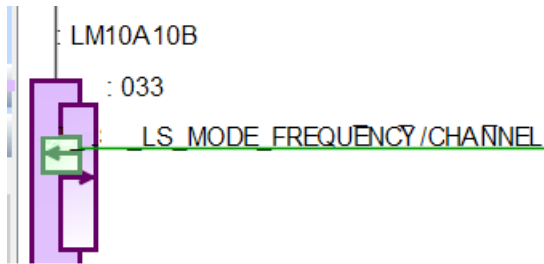 : LM10A10B
: 033
: _LS_MODE_FREQUENCY/CHANNEL